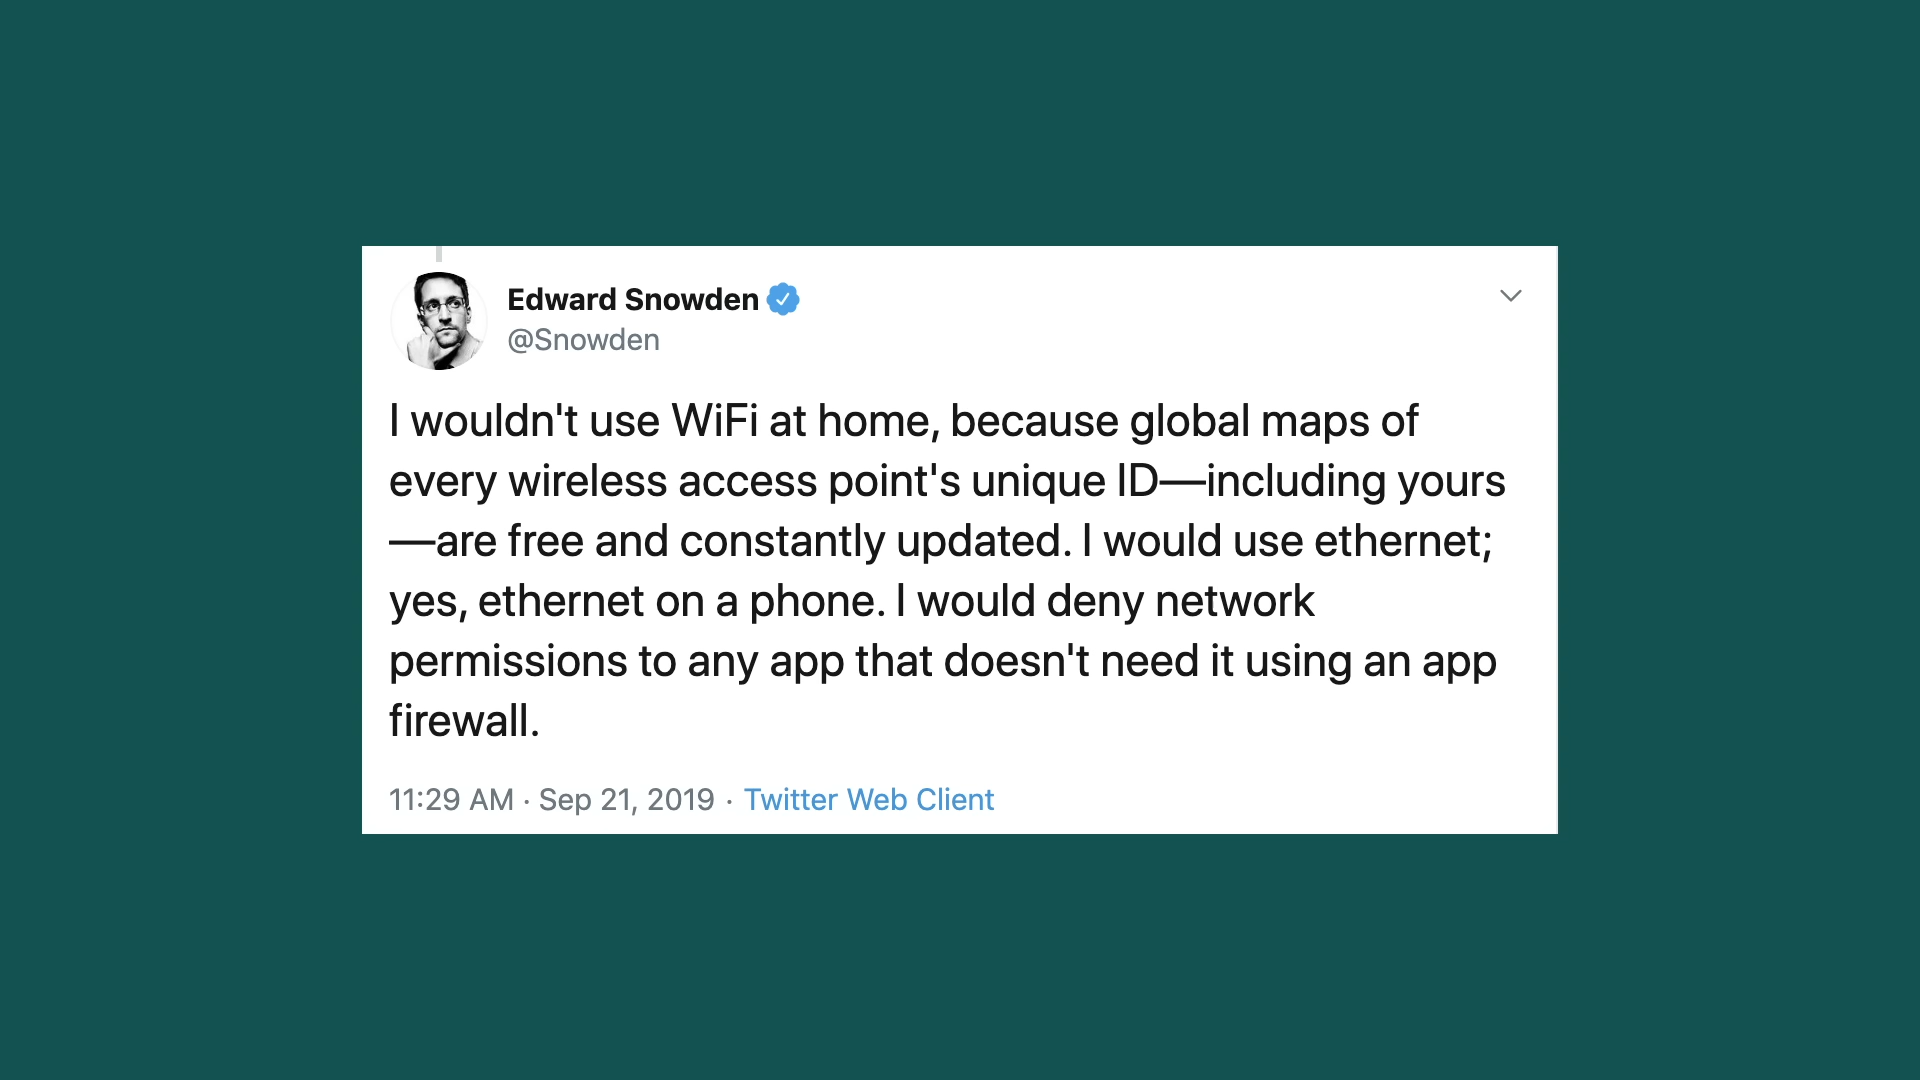 Edward Snowden
@Snowden
I wouldn't use WiFi at home, because global maps of
every wireless access point's unique ID—including yours
—are free and constantly updated. I would use ethernet;
yes, ethernet on a phone. I would deny network
permissions to any app that doesn't need it using an app
firewall.
11:29 AM · Sep 21, 2019 · Twitter Web Client